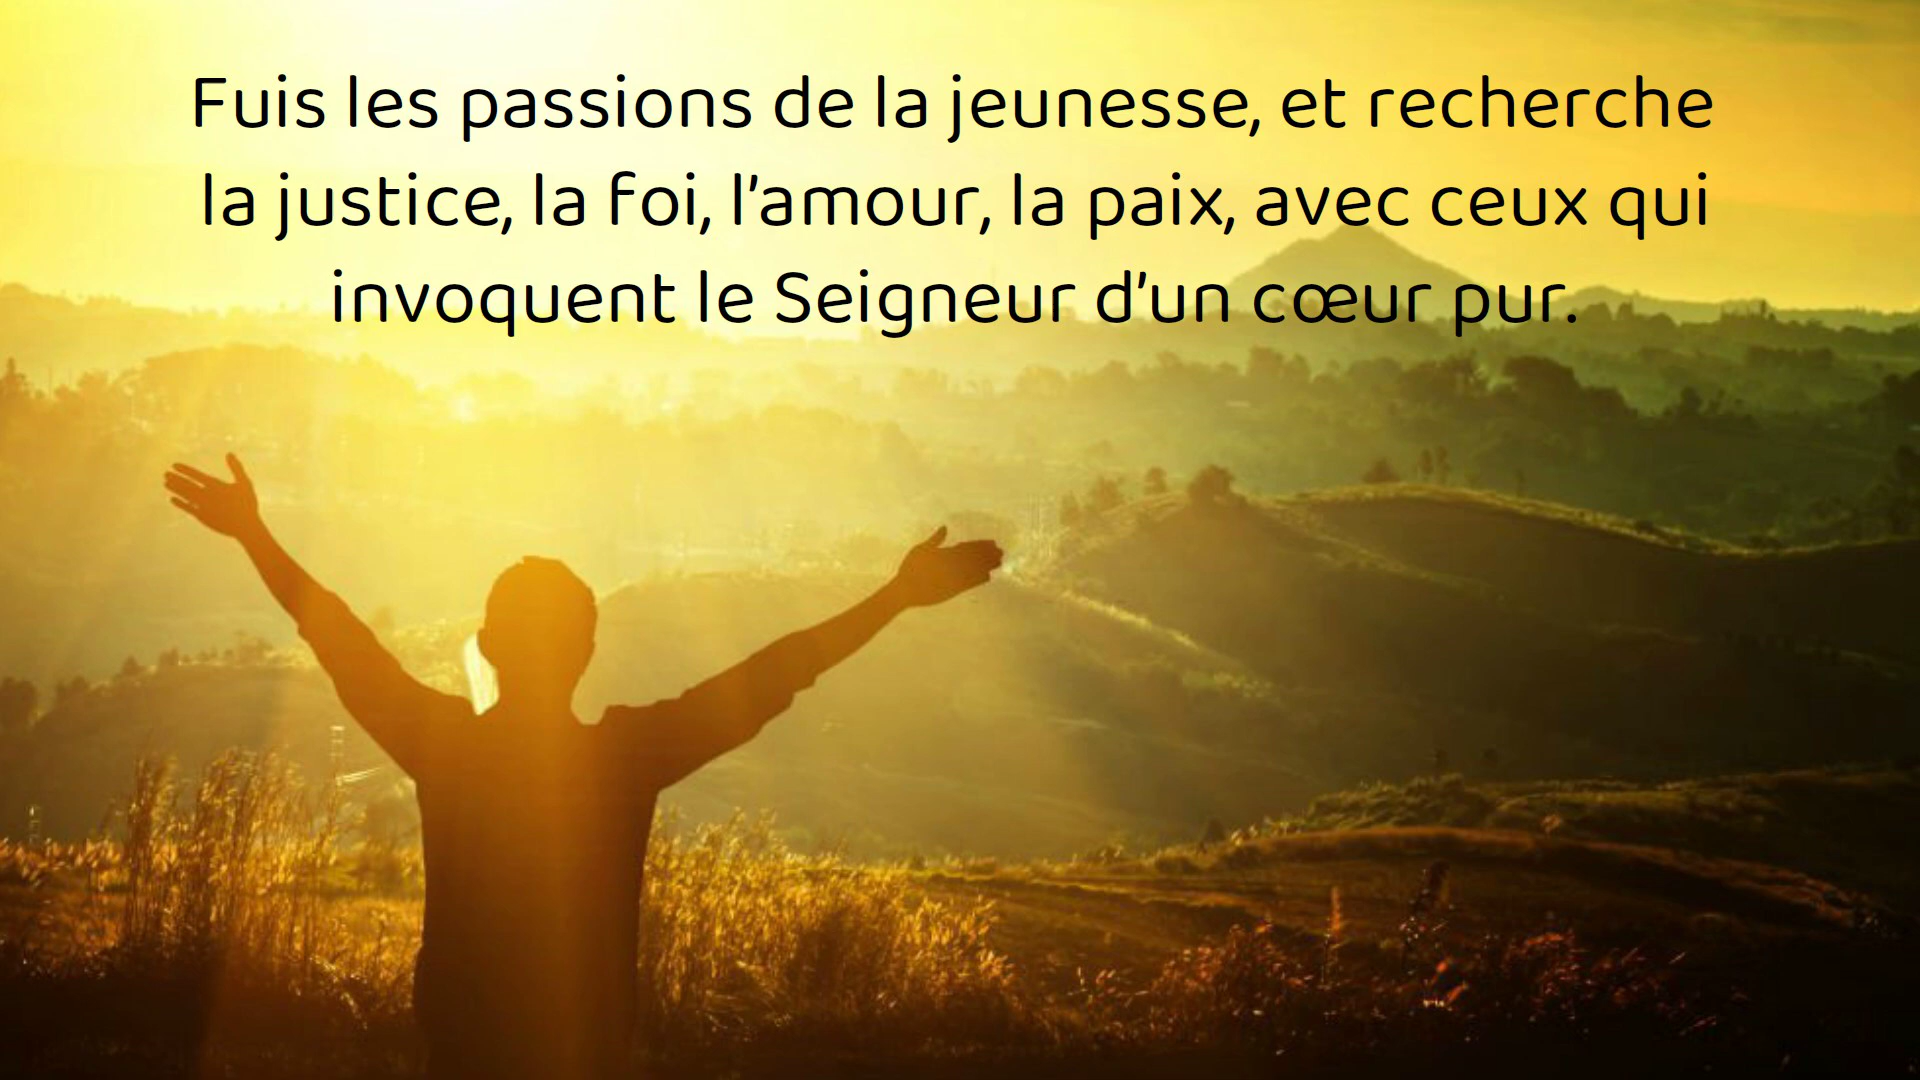 Fuis les passions de la jeunesse, et recherche
la justice, la foi, l’amour, la paix, avec ceux qui
invoquent le Seigneur d’un cœur pur.